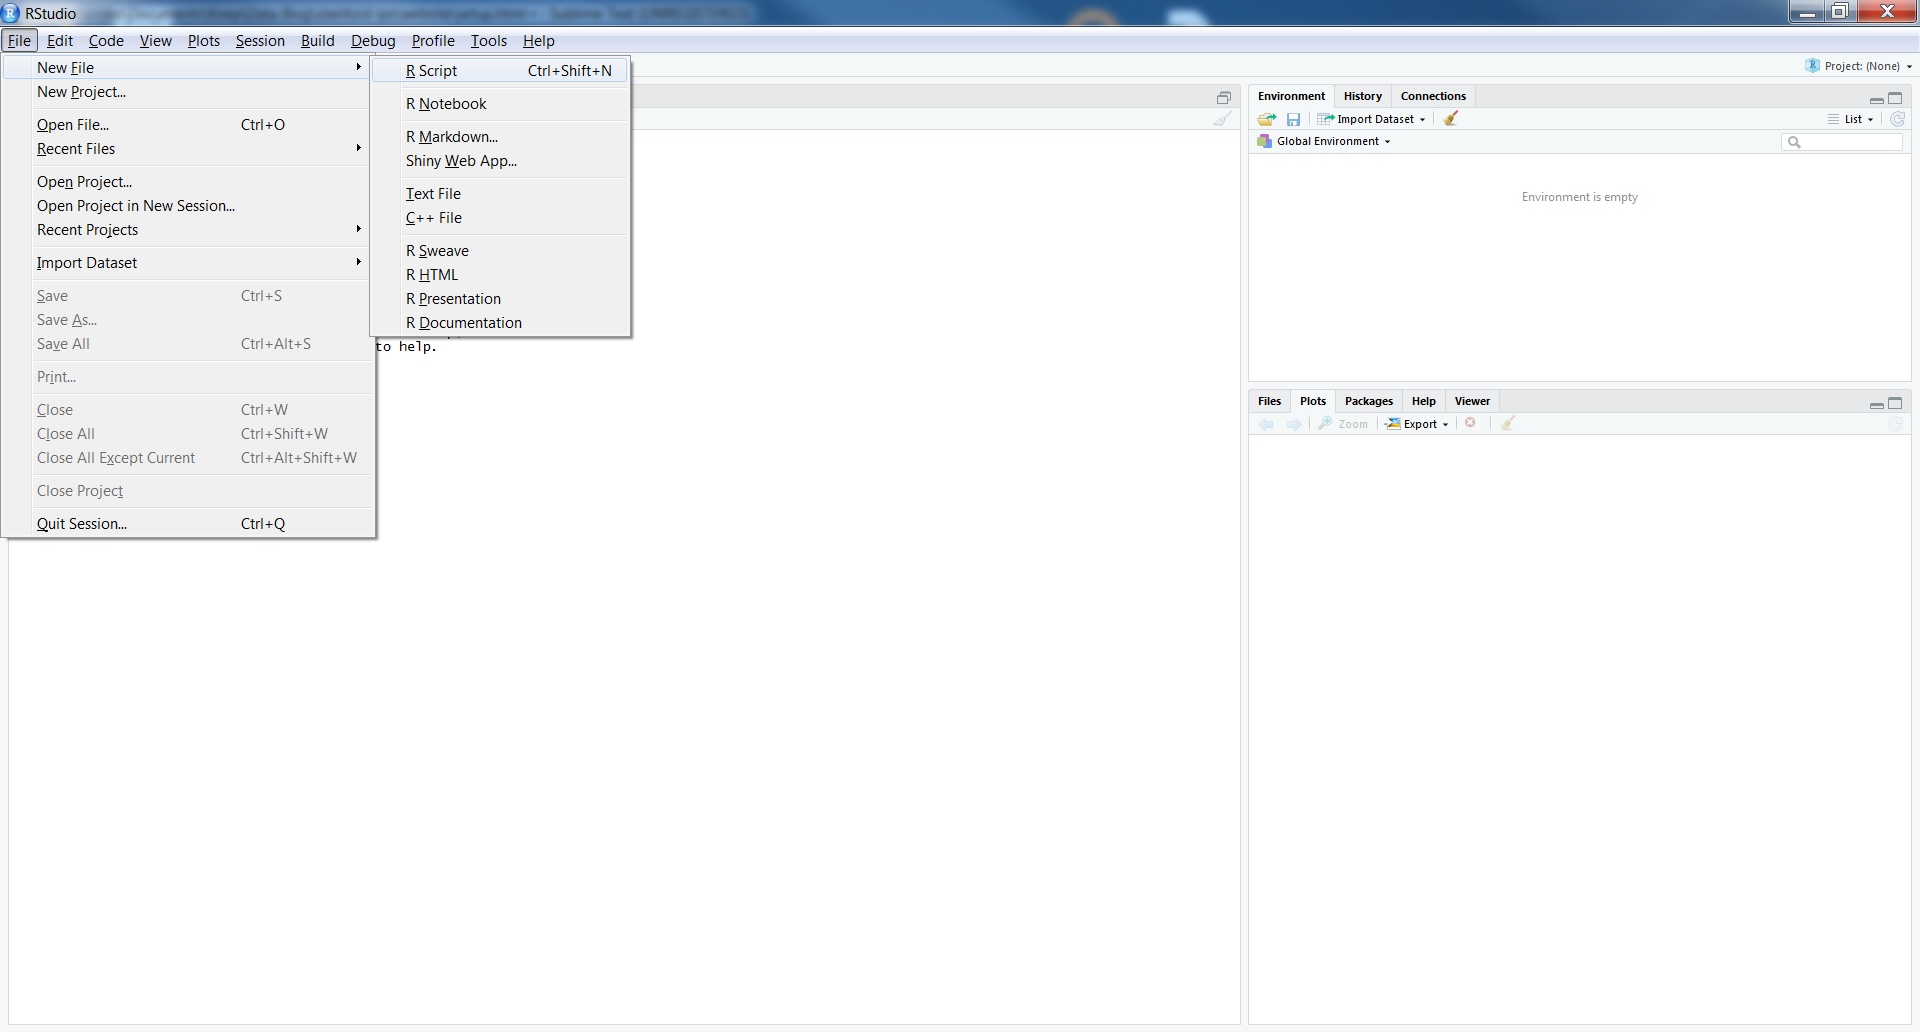 RStudio
File Edit Code View Plots Session Build Debug Profile Tools Help
New File
New Project...
Open File... Ctrl+O
Recent Files
Open Project...
Open Project in New Session...
Recent Projects
Import Dataset
Save Ctrl+S
Save As...
Save All Ctrl+Alt+S
Print...
Close Ctrl+W
Close All Ctrl+Shift+W
Close All Except Current Ctrl+Alt+Shift+W
Close Project
Quit Session... Ctrl+Q
R Script Ctrl+Shift+N
R Notebook
R Markdown...
Shiny Web App...
Text File
C++ File
R Sweave
R HTML
R Presentation
R Documentation
to help.
Project: (None)
Environment History Connections
Import Dataset List
Global Environment
Environment is empty
Files Plots Packages Help Viewer
Zoom Export